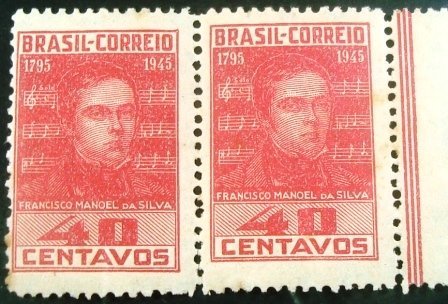 BRASIL-CORREIO
1795 1945
FRANCISCO MANOEL DA SILVA
40
CENTAVOS
BRASIL-CORREIO
1795 1945
FRANCISCO MANOEL DA SILVA
40
CENTAVOS